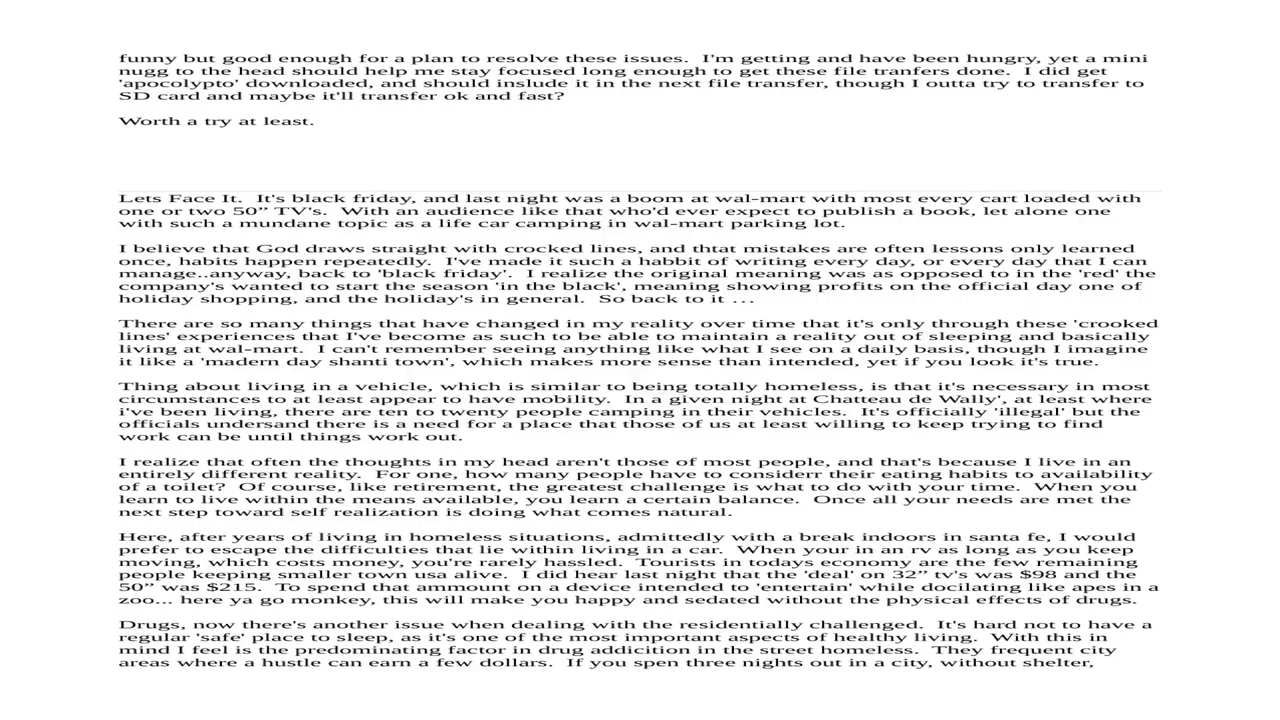 funny but good enough for a plan to resolve these issues.  I'm getting and have been hungry, yet a mini
nugg to the head should help me stay focused long enough to get these file tranfers done.  I did get
'apocolypto' downloaded, and should inslude it in the next file transfer, though I outta try to transfer to
SD card and maybe it'll transfer ok and fast?
Worth a try at least.
Lets Face It.  It's black friday, and last night was a boom at wal-mart with most every cart loaded with
one or two 50” TV's.  With an audience like that who'd ever expect to publish a book, let alone one
with such a mundane topic as a life car camping in wal-mart parking lot.
I believe that God draws straight with crocked lines, and thtat mistakes are often lessons only learned
once, habits happen repeatedly.  I've made it such a habbit of writing every day, or every day that I can
manage..anyway, back to 'black friday'.  I realize the original meaning was as opposed to in the 'red' the
company's wanted to start the season 'in the black', meaning showing profits on the official day one of
holiday shopping, and the holiday's in general.  So back to it …
There are so many things that have changed in my reality over time that it's only through these 'crooked
lines' experiences that I've become as such to be able to maintain a reality out of sleeping and basically
living at wal-mart.  I can't remember seeing anything like what I see on a daily basis, though I imagine
it like a 'madern day shanti town', which makes more sense than intended, yet if you look it's true.
Thing about living in a vehicle, which is similar to being totally homeless, is that it's necessary in most
circumstances to at least appear to have mobility.  In a given night at Chatteau de Wally', at least where
i've been living, there are ten to twenty people camping in their vehicles.  It's officially 'illegal' but the
officials undersand there is a need for a place that those of us at least willing to keep trying to find
work can be until things work out.
I realize that often the thoughts in my head aren't those of most people, and that's because I live in an
entirely different reality.  For one, how many people have to considerr their eating habits to availability
of a toilet?  Of course, like retirement, the greatest challenge is what to do with your time.  When you
learn to live within the means available, you learn a certain balance.  Once all your needs are met the
next step toward self realization is doing what comes natural.
Here, after years of living in homeless situations, admittedly with a break indoors in santa fe, I would
prefer to escape the difficulties that lie within living in a car.  When your in an rv as long as you keep
moving, which costs money, you're rarely hassled.  Tourists in todays economy are the few remaining
people keeping smaller town usa alive.  I did hear last night that the 'deal' on 32” tv's was $98 and the
50” was $215.  To spend that ammount on a device intended to 'entertain' while docilating like apes in a
zoo... here ya go monkey, this will make you happy and sedated without the physical effects of drugs.
Drugs, now there's another issue when dealing with the residentially challenged.  It's hard not to have a
regular 'safe' place to sleep, as it's one of the most important aspects of healthy living.  With this in
mind I feel is the predominating factor in drug addicition in the street homeless.  They frequent city
areas where a hustle can earn a few dollars.  If you spen three nights out in a city, without shelter,